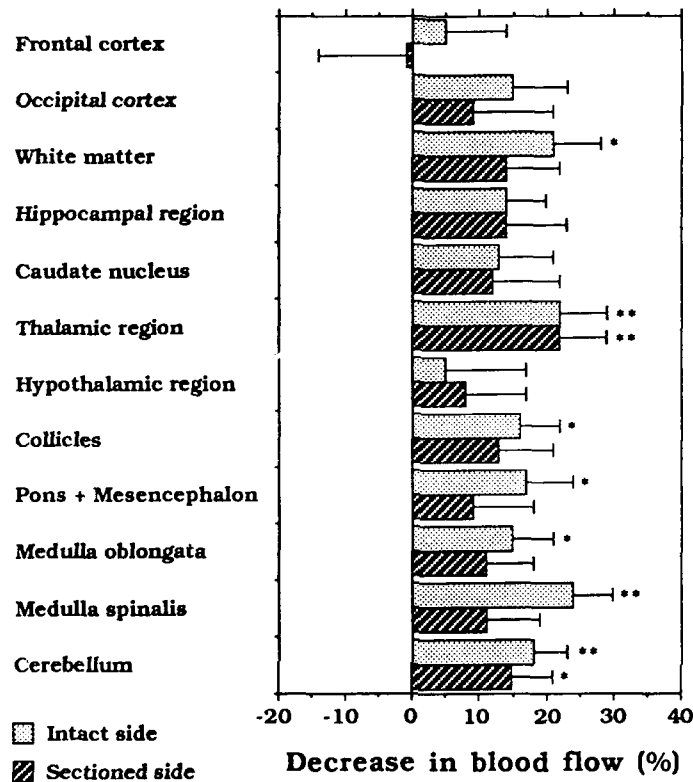 Frontal cortex
Occipital cortex
White matter
*
Hippocampal region
Caudate nucleus
Thalamic region
**
**
Hypothalamic region
Collicles
*
Pons + Mesencephalon
*
Medulla oblongata
*
Medulla spinalis
**
Cerebellum
**
*
-20 -10 0 10 20 30 40
Intact side
Sectioned side
Decrease in blood flow (%)